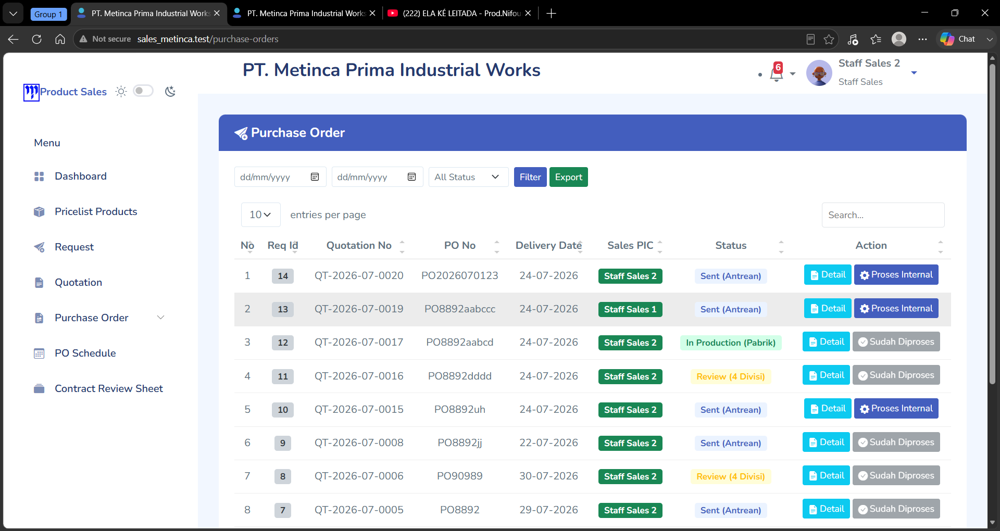 Group 1
PT. Metinca Prima Industrial Works
PT. Metinca Prima Industrial Works
(222) ELA KÉ LEITADA - Prod.Nifou
Not secure
sales_metinca.test/purchase-orders
Chat
Product Sales
PT. Metinca Prima Industrial Works
6
Staff Sales 2
Staff Sales
Menu
Dashboard
Pricelist Products
Request
Quotation
Purchase Order
PO Schedule
Contract Review Sheet
Purchase Order
dd/mm/yyyy dd/mm/yyyy All Status Filter Export
10 entries per page Search...
No Req Id Quotation No PO No Delivery Date Sales PIC Status Action
1 14 QT-2026-07-0020 PO2026070123 24-07-2026 Staff Sales 2 Sent (Antrean) Detail Proses Internal
2 13 QT-2026-07-0019 PO8892aabccc 24-07-2026 Staff Sales 1 Sent (Antrean) Detail Proses Internal
3 12 QT-2026-07-0017 PO8892aabcd 24-07-2026 Staff Sales 2 In Production (Pabrik) Detail Sudah Diproses
4 11 QT-2026-07-0016 PO8892dddd 24-07-2026 Staff Sales 2 Review (4 Divisi) Detail Sudah Diproses
5 10 QT-2026-07-0015 PO8892uh 24-07-2026 Staff Sales 2 Sent (Antrean) Detail Proses Internal
6 9 QT-2026-07-0008 PO8892jj 22-07-2026 Staff Sales 2 Sent (Antrean) Detail Sudah Diproses
7 8 QT-2026-07-0006 PO90989 30-07-2026 Staff Sales 2 Review (4 Divisi) Detail Sudah Diproses
8 7 QT-2026-07-0005 PO8892 29-07-2026 Staff Sales 2 Sent (Antrean) Detail Sudah Diproses